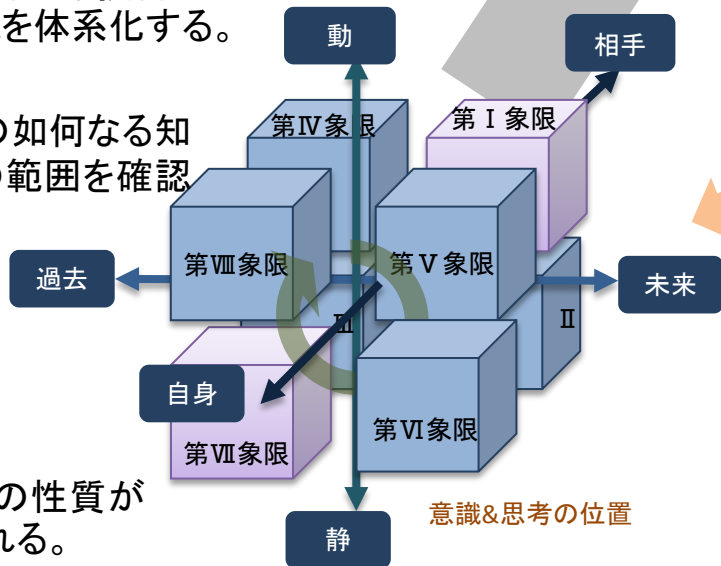 を体系化する。
動
相手
の如何なる知
第Ⅳ象限
第Ⅰ象限
の範囲を確認
第Ⅷ象限
第Ⅴ象限
過去
未来
Ⅲ
Ⅱ
自身
第Ⅶ象限
第Ⅵ象限
の性質が
意識&思考の位置
れる。
静